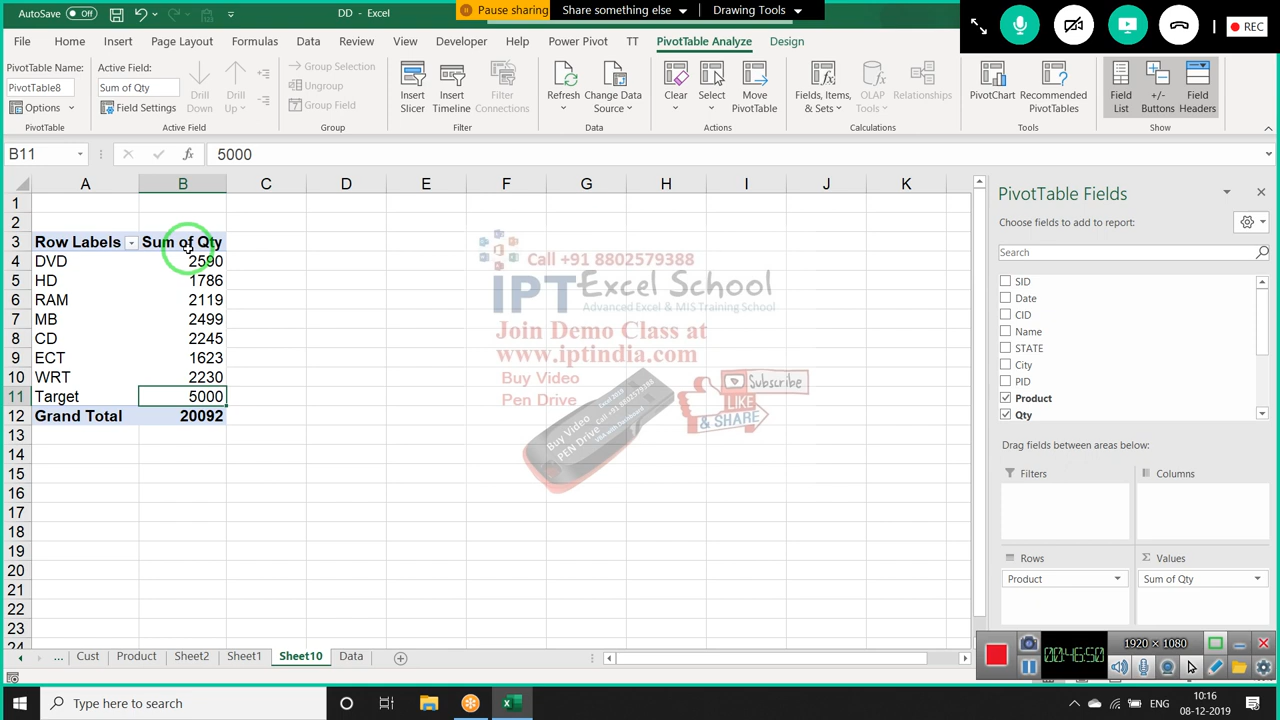 AutoSave Off
DD - Excel
Pause sharing
Share something else
Drawing Tools
REC
File Home Insert Page Layout Formulas Data Review View Developer Help Power Pivot TT PivotTable Analyze Design
PivotTable Name:
PivotTable8
Options
PivotTable
Active Field:
Sum of Qty
Field Settings
Drill Down
Drill Up
Active Field
Group Selection
Ungroup
Group Field
Group
Insert Slicer
Insert Timeline
Filter Connections
Filter
Refresh
Change Data Source
Data
Clear
Select
Move PivotTable
Actions
Fields, Items, & Sets
OLAP Tools
Relationships
Calculations
PivotChart
Recommended PivotTables
Tools
Field List
+/- Buttons
Field Headers
Show
B11
fx
5000
A B C D E F G H I J K
1
2
3 Row Labels Sum of Qty
4 DVD 2590
5 HD 1786
6 RAM 2119
7 MB 2499
8 CD 2245
9 ECT 1623
10 WRT 2230
11 Target 5000
12 Grand Total 20092
13
14
15
16
17
18
19
20
21
22
23
24
Call +91 8802579388
IPT Excel School
Advanced Excel & MIS Training School
Join Demo Class at
www.iptindia.com
Buy Video
Pen Drive
Buy Video
PEN Drive
Subscribe
LIKE
& SHARE
PivotTable Fields
Choose fields to add to report:
Search
SID
Date
CID
Name
STATE
City
PID
Product
Qty
Drag fields between areas below:
Filters
Columns
Rows
Σ Values
Product
Sum of Qty
... Cust Product Sheet2 Sheet1 Sheet10 Data
00:46:50
1920 × 1080
Type here to search
ENG
10:16
08-12-2019